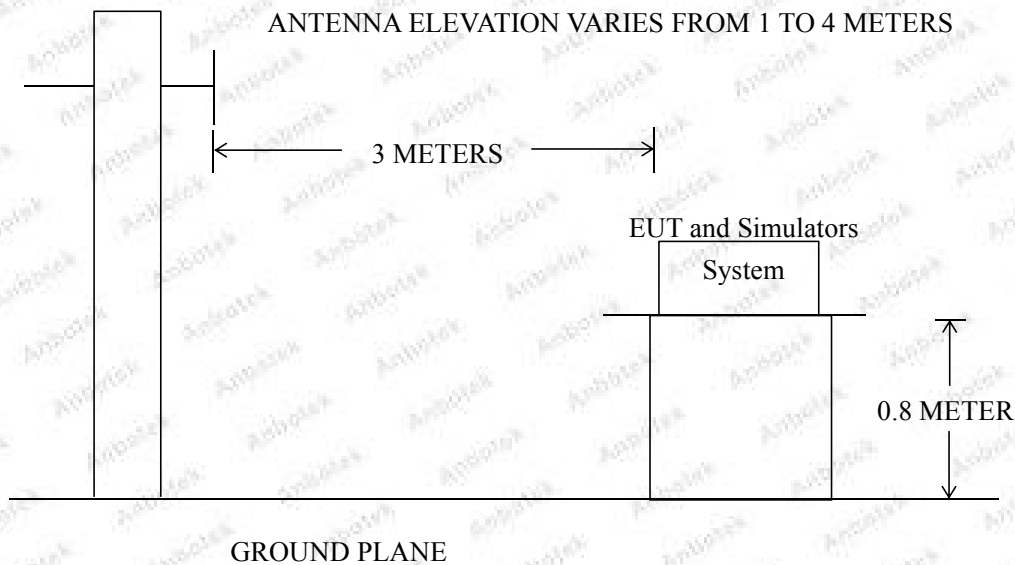 ANTENNA ELEVATION VARIES FROM 1 TO 4 METERS
3 METERS
EUT and Simulators
System
0.8 METER
GROUND PLANE
Anbotek